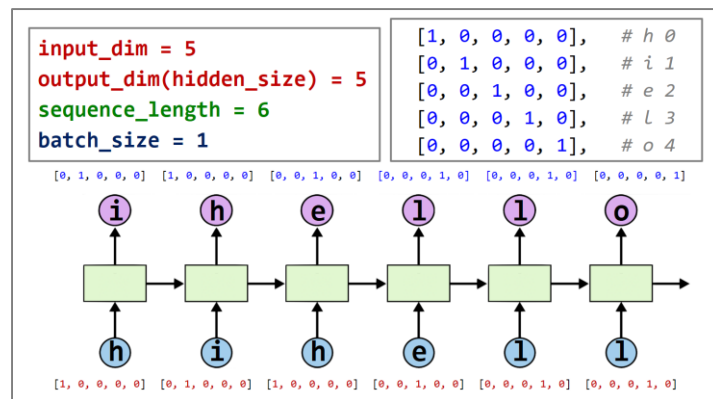 input_dim = 5
output_dim(hidden_size) = 5
sequence_length = 6
batch_size = 1
[1, 0, 0, 0, 0], # h 0
[0, 1, 0, 0, 0], # i 1
[0, 0, 1, 0, 0], # e 2
[0, 0, 0, 1, 0], # l 3
[0, 0, 0, 0, 1], # o 4
[0, 1, 0, 0, 0] [1, 0, 0, 0, 0] [0, 0, 1, 0, 0] [0, 0, 0, 1, 0] [0, 0, 0, 1, 0] [0, 0, 0, 0, 1]
i h e l l o
h i h e l l
[1, 0, 0, 0, 0] [0, 1, 0, 0, 0] [1, 0, 0, 0, 0] [0, 0, 1, 0, 0] [0, 0, 0, 1, 0] [0, 0, 0, 1, 0]